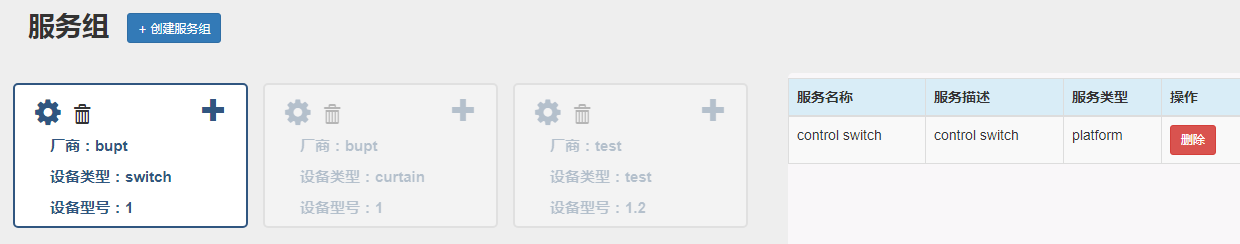 服务组
+ 创建服务组
厂商：bupt
设备类型：switch
设备型号：1
厂商：bupt
设备类型：curtain
设备型号：1
厂商：test
设备类型：test
设备型号：1.2
服务名称 服务描述 服务类型 操作
control switch control switch platform 删除